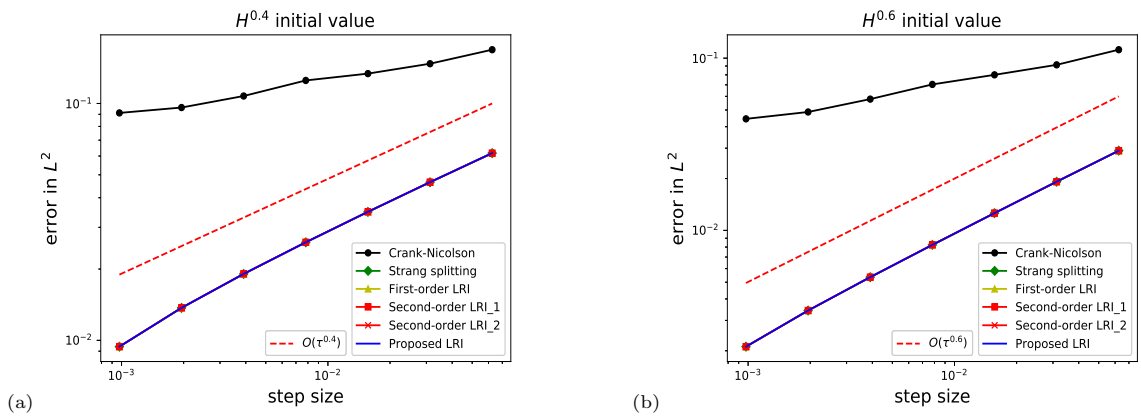 H^0.4 initial value
10^-1
10^-2
error in L^2
Crank-Nicolson
Strang splitting
First-order LRI
Second-order LRI_1
Second-order LRI_2
Proposed LRI
O(τ^0.4)
10^-3
10^-2
step size
(a)
H^0.6 initial value
10^-1
10^-2
error in L^2
Crank-Nicolson
Strang splitting
First-order LRI
Second-order LRI_1
Second-order LRI_2
Proposed LRI
O(τ^0.6)
10^-3
10^-2
step size
(b)